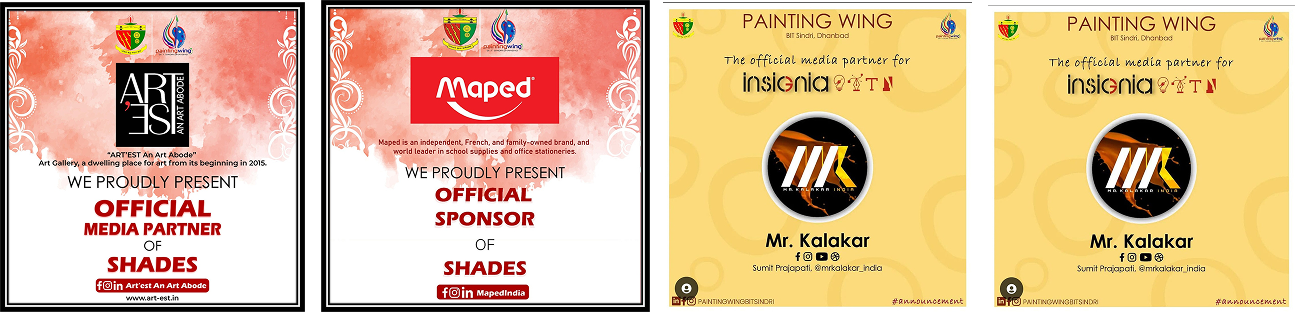 paintingwing
ART
'EST
AN ART ABODE
"ART'EST An Art Abode"
Art Gallery, a dwelling place for art from its beginning in 2015.
WE PROUDLY PRESENT
OFFICIAL
MEDIA PARTNER
OF
SHADES
Art'est An Art Abode
www.art-est.in
paintingwing
Maped
Maped is an independent, French, and family-owned brand, and
world leader in school supplies and office stationeries.
WE PROUDLY PRESENT
OFFICIAL
SPONSOR
OF
SHADES
MapedIndia
PAINTING WING
BIT Sindri, Dhanbad
The official media partner for
insignia
MR. KALAKAR INDIA
Mr. Kalakar
Sumit Prajapati, @mrkalakar_india
PAINTINGWINGBITSINDRI
#announcement
PAINTING WING
BIT Sindri, Dhanbad
The official media partner for
insignia
MR. KALAKAR INDIA
Mr. Kalakar
Sumit Prajapati, @mrkalakar_india
PAINTINGWINGBITSINDRI
#announcement